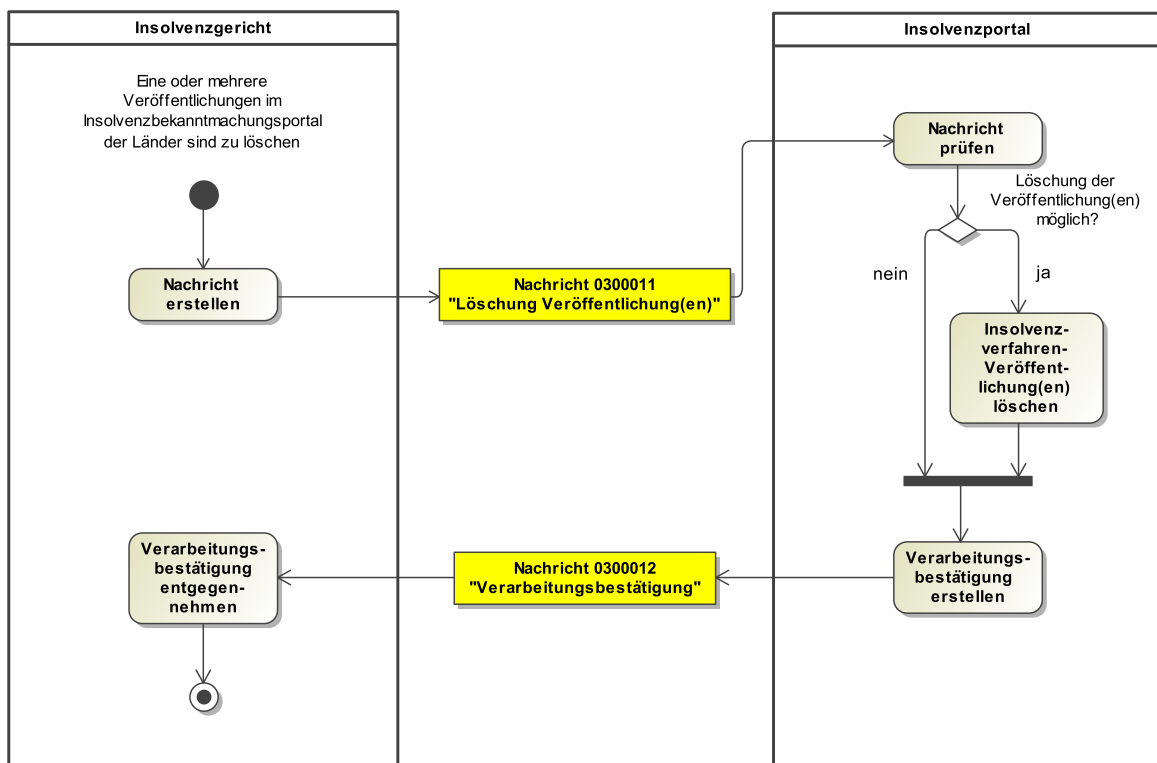 Insolvenzgericht
Insolvenzportal
Eine oder mehrere
Veröffentlichungen im
Insolvenzbekanntmachungsportal
der Länder sind zu löschen
Nachricht
erstellen
Nachricht 0300011
"Löschung Veröffentlichung(en)"
Nachricht
prüfen
Löschung der
Veröffentlichung(en)
möglich?
nein
ja
Insolvenz-
verfahren-
Veröffent-
lichung(en)
löschen
Verarbeitungs-
bestätigung
erstellen
Nachricht 0300012
"Verarbeitungsbestätigung"
Verarbeitungs-
bestätigung
entgegen-
nehmen